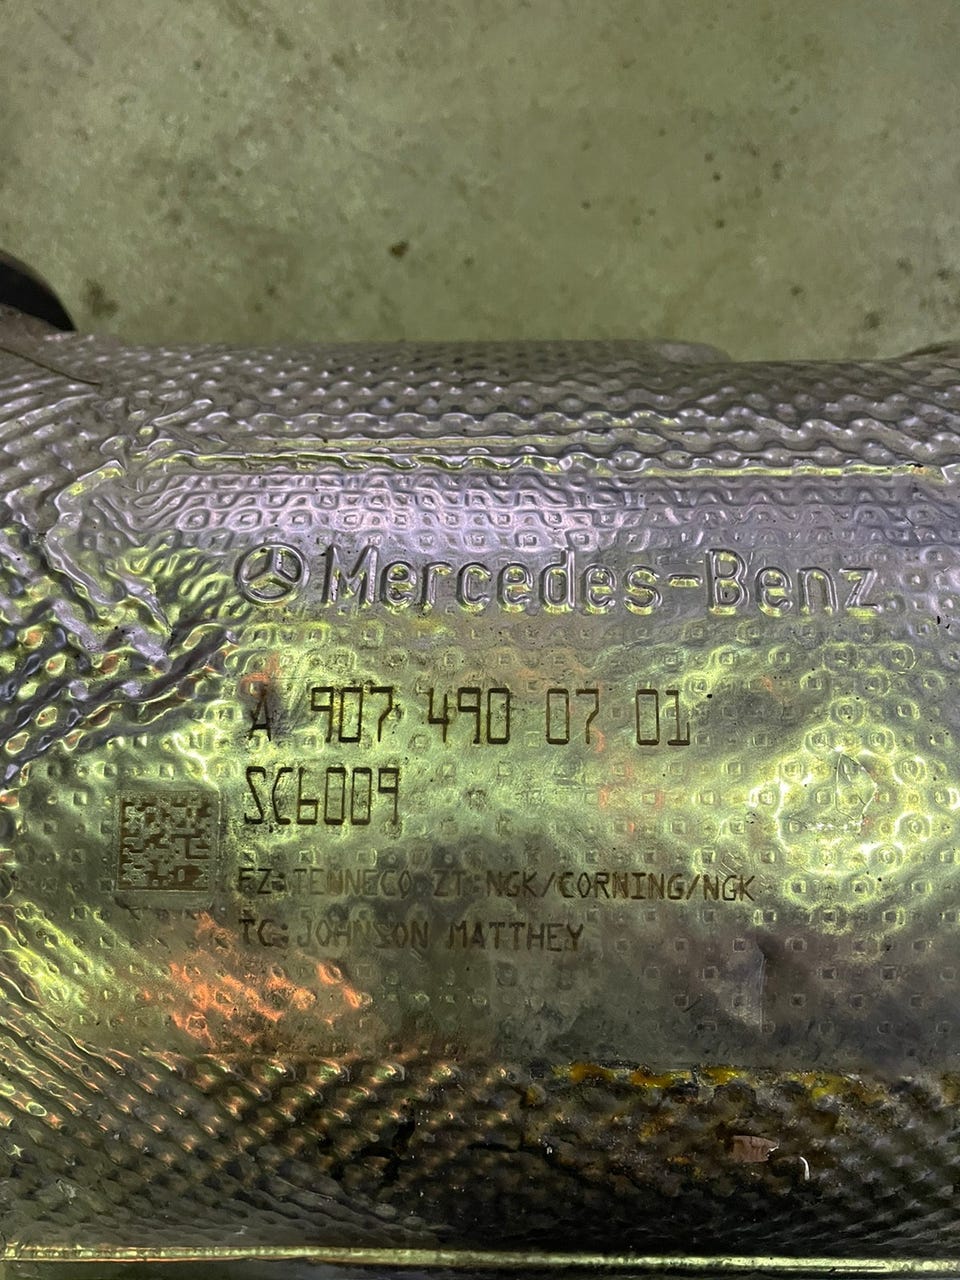 Mercedes-Benz
A 907 490 07 01
SC6009
FZ:TENNECO ZT:NGK/CORNING/NGK
TC:JOHNSON MATTHEY